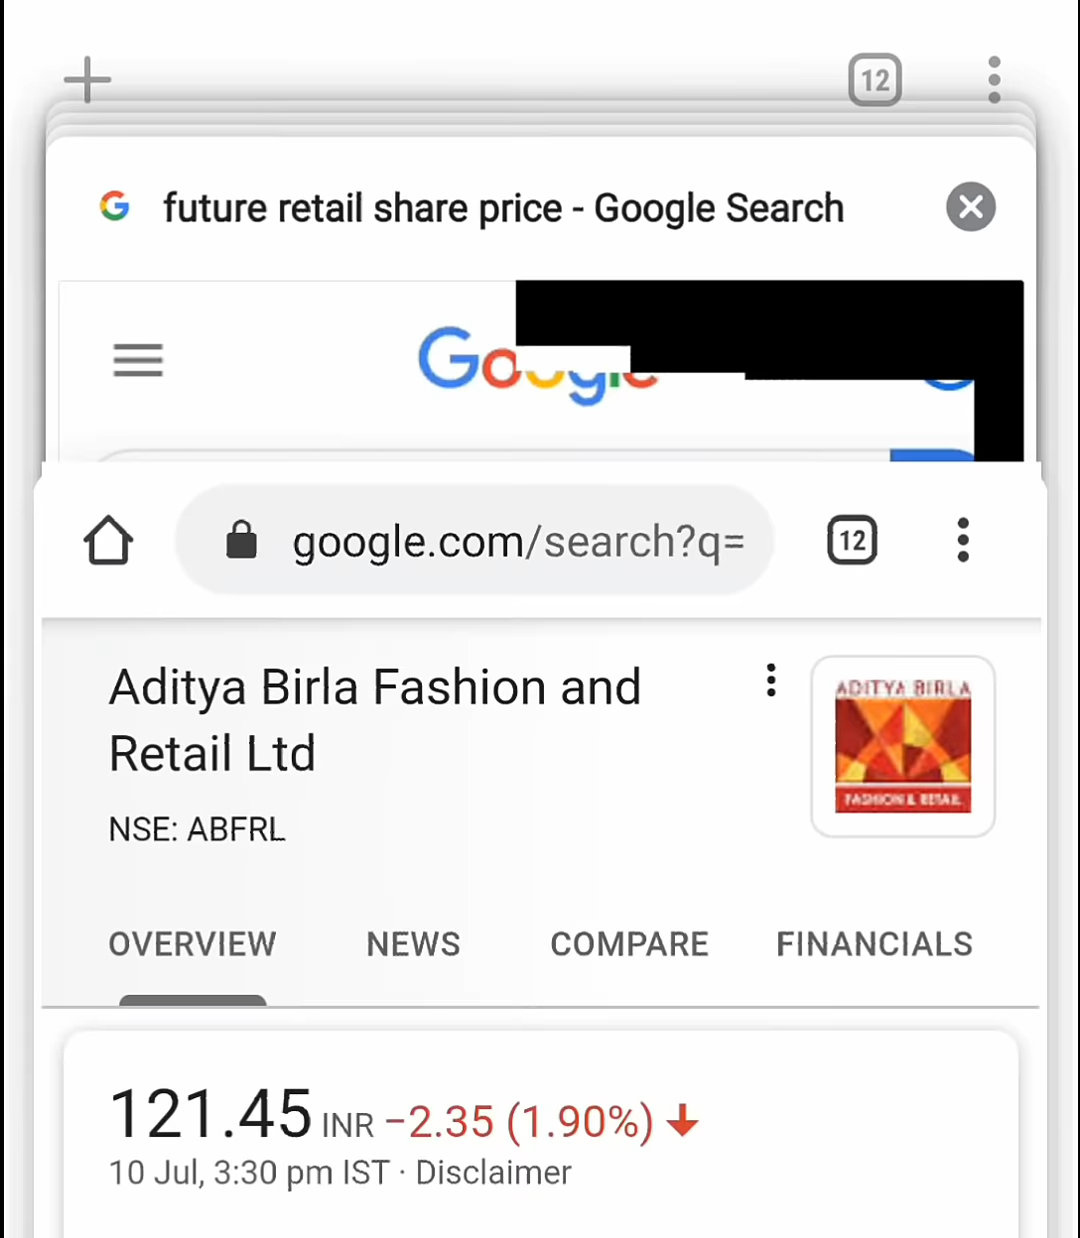 12
future retail share price - Google Search
google.com/search?q=
12
Aditya Birla Fashion and
Retail Ltd
NSE: ABFRL
ADITYA BIRLA
FASHION & RETAIL
OVERVIEW NEWS COMPARE FINANCIALS
121.45 INR −2.35 (1.90%)
10 Jul, 3:30 pm IST · Disclaimer